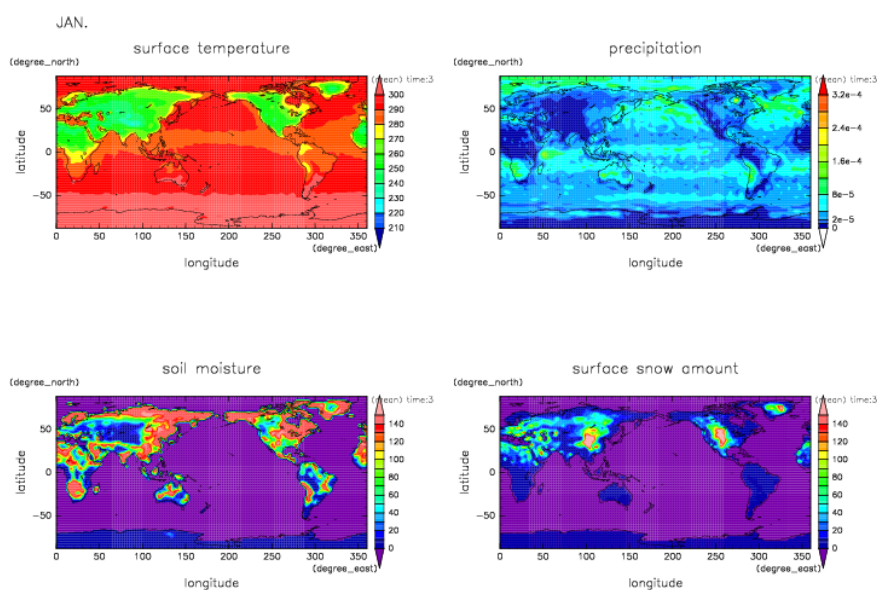 JAN.
surface temperature
(degree_north)
(mean) time:3
latitude
50
0
−50
300
290
280
270
260
250
240
230
220
210
0 50 100 150 200 250 300 350
(degree_east)
longitude
precipitation
(degree_north)
(mean) time:3
latitude
50
0
−50
3.2e−4
2.4e−4
1.6e−4
8e−5
2e−5
0
0 50 100 150 200 250 300 350
(degree_east)
longitude
soil moisture
(degree_north)
(mean) time:3
latitude
50
0
−50
140
120
100
80
60
40
20
0
0 50 100 150 200 250 300 350
(degree_east)
longitude
surface snow amount
(degree_north)
(mean) time:3
latitude
50
0
−50
140
120
100
80
60
40
20
0
0 50 100 150 200 250 300 350
(degree_east)
longitude